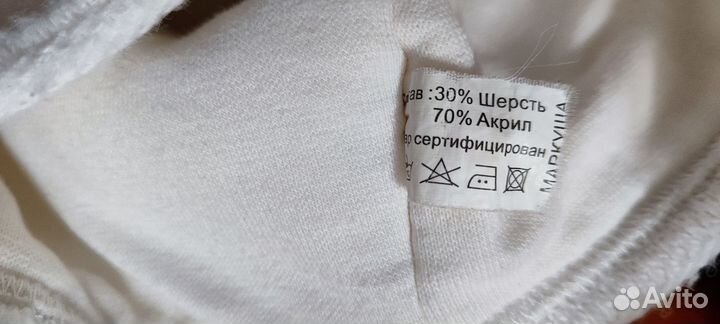 :30% Шерсть
70% Акрил
сертифицирован
МАРКУША
Avito